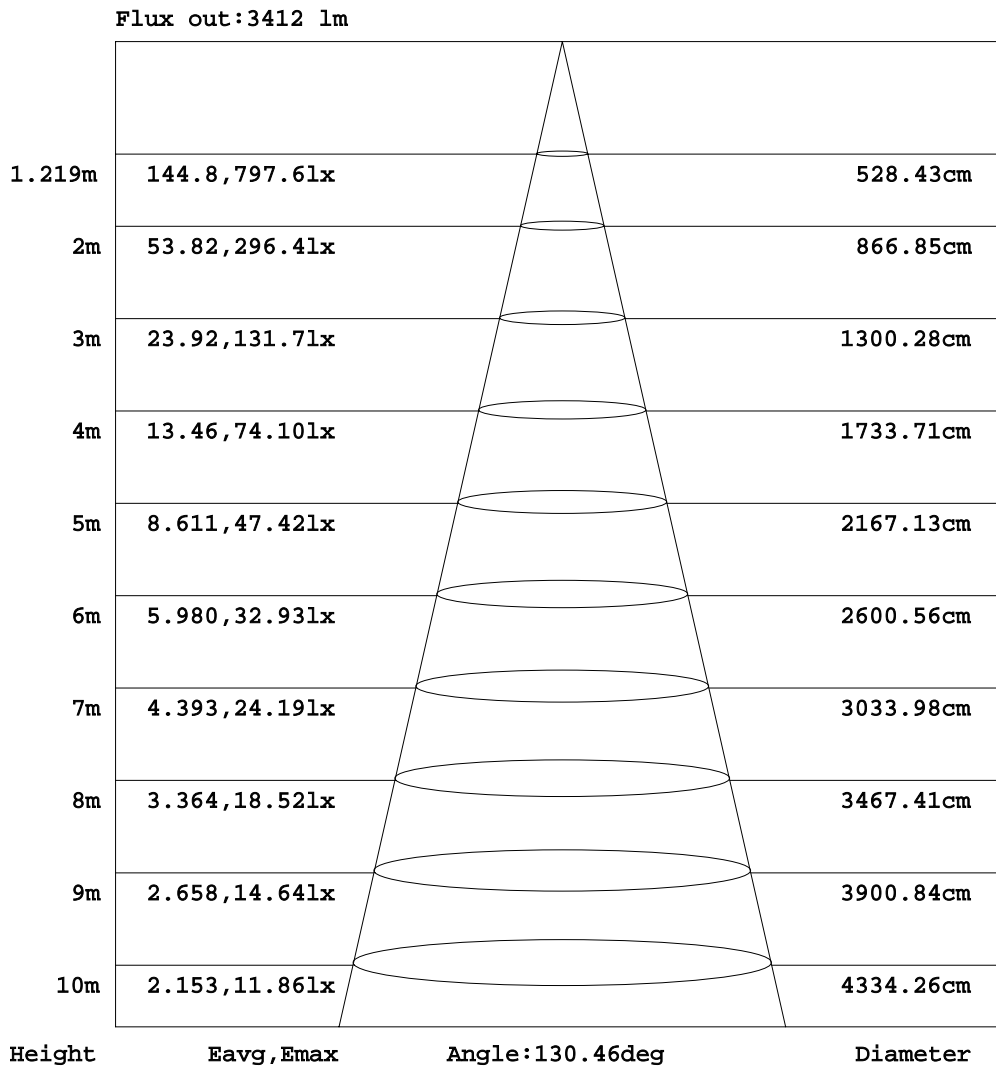 Flux out:3412 lm
1.219m 144.8,797.6lx 528.43cm
2m 53.82,296.4lx 866.85cm
3m 23.92,131.7lx 1300.28cm
4m 13.46,74.10lx 1733.71cm
5m 8.611,47.42lx 2167.13cm
6m 5.980,32.93lx 2600.56cm
7m 4.393,24.19lx 3033.98cm
8m 3.364,18.52lx 3467.41cm
9m 2.658,14.64lx 3900.84cm
10m 2.153,11.86lx 4334.26cm
Height Eavg,Emax Angle:130.46deg Diameter